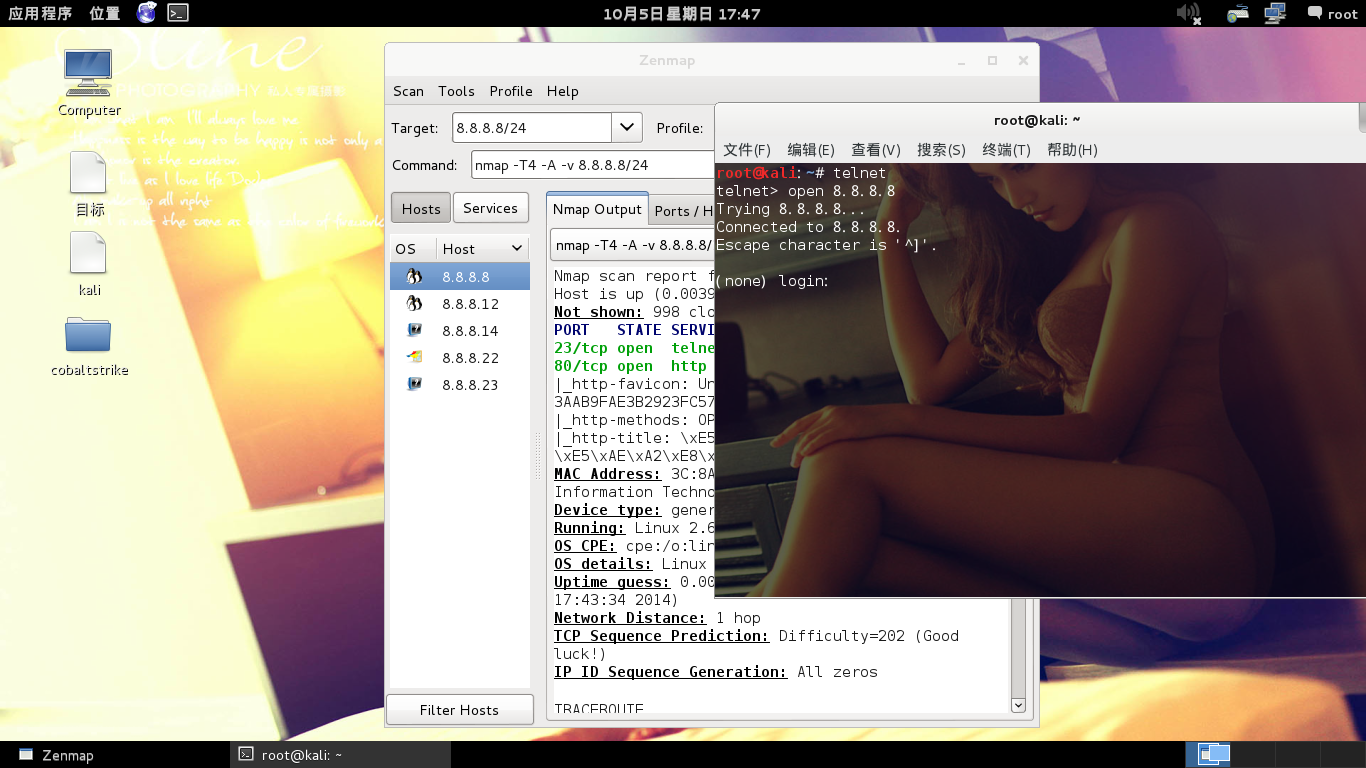 应用程序 位置
10月5日星期日 17:47
root
PHOTOGRAPHY 私人专属摄影
Computer
目标
kali
cobaltstrike
Zenmap
Scan Tools Profile Help
Target: 8.8.8.8/24 Profile:
Command: nmap -T4 -A -v 8.8.8.8/24
Hosts Services
OS Host
8.8.8.8
8.8.8.12
8.8.8.14
8.8.8.22
8.8.8.23
Filter Hosts
Nmap Output Ports / H
nmap -T4 -A -v 8.8.8.8/
Nmap scan report f
Host is up (0.0039
Not shown: 998 clo
PORT STATE SERVI
23/tcp open telne
80/tcp open http
|_http-favicon: Un
3AAB9FAE3B2923FC57
|_http-methods: OP
|_http-title: \xE5
\xE5\xAE\xA2\xE8\x
MAC Address: 3C:8A
Information Techno
Device type: gener
Running: Linux 2.6
OS CPE: cpe:/o:lin
OS details: Linux
Uptime guess: 0.00
17:43:34 2014)
Network Distance: 1 hop
TCP Sequence Prediction: Difficulty=202 (Good
luck!)
IP ID Sequence Generation: All zeros
TRACEROUTE
root@kali: ~
文件(F) 编辑(E) 查看(V) 搜索(S) 终端(T) 帮助(H)
root@kali:~# telnet
telnet> open 8.8.8.8
Trying 8.8.8.8...
Connected to 8.8.8.8.
Escape character is '^]'.
(none) login:
Zenmap
root@kali: ~